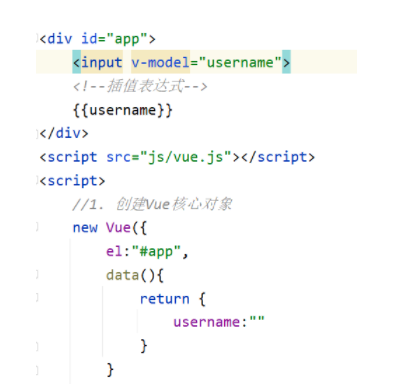 <div id="app">
<input v-model="username">
<!--插值表达式-->
{{username}}
</div>
<script src="js/vue.js"></script>
<script>
//1. 创建Vue核心对象
new Vue({
el:"#app",
data(){
return {
username:""
}
}